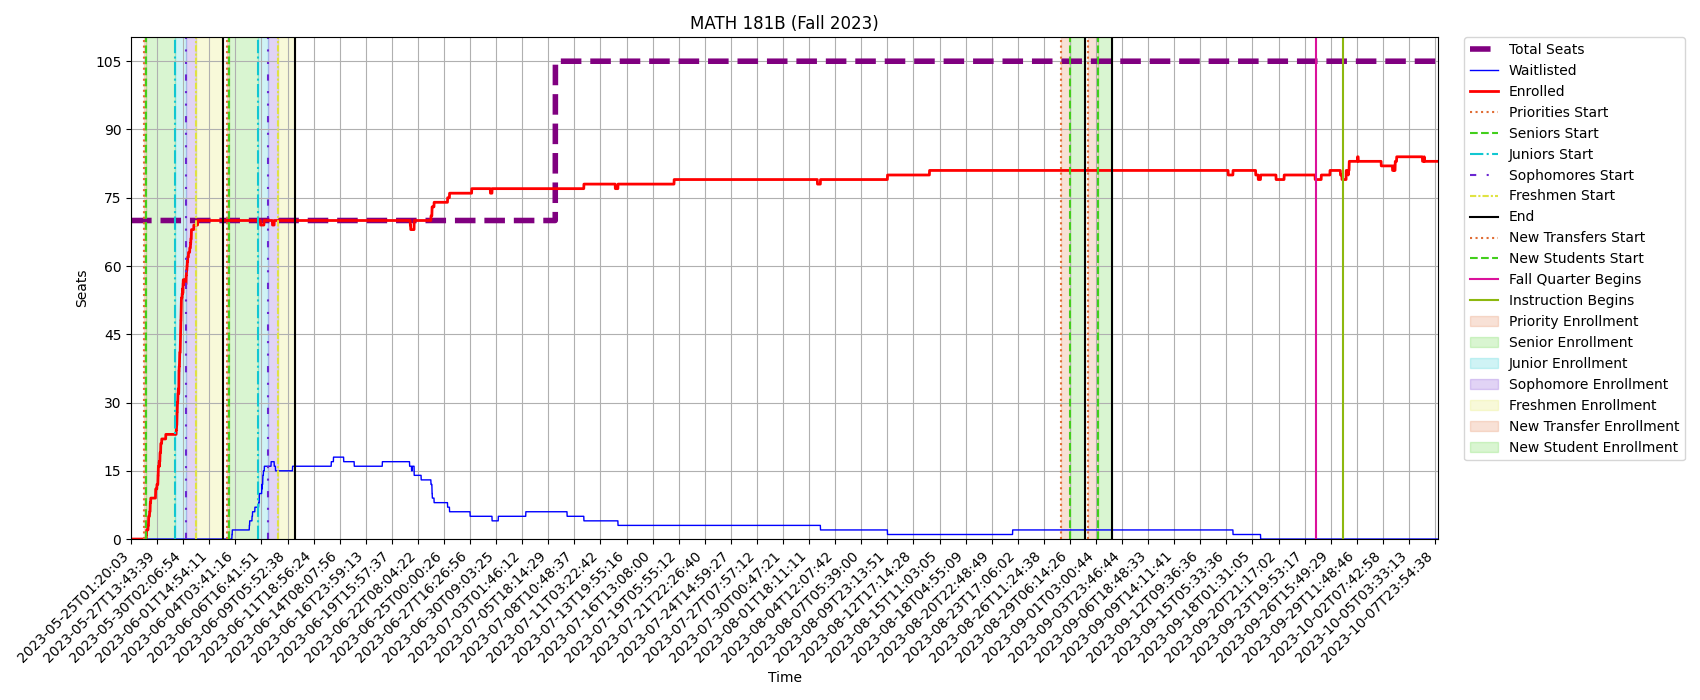 MATH 181B (Fall 2023)
105
90
75
60
45
30
15
0
Seats
2023-05-25T01:20:03
2023-05-27T13:43:39
2023-05-30T02:06:54
2023-06-01T14:54:11
2023-06-04T03:41:16
2023-06-06T16:41:51
2023-06-09T05:52:38
2023-06-11T18:56:24
2023-06-14T08:07:56
2023-06-16T23:59:13
2023-06-19T15:57:37
2023-06-22T08:04:22
2023-06-25T00:00:26
2023-06-27T16:26:56
2023-06-30T09:03:25
2023-07-03T01:46:12
2023-07-05T18:14:29
2023-07-08T10:48:37
2023-07-11T03:22:42
2023-07-13T19:55:16
2023-07-16T13:08:00
2023-07-19T05:55:12
2023-07-21T22:26:40
2023-07-24T14:59:27
2023-07-27T07:57:12
2023-07-30T00:47:21
2023-08-01T18:11:11
2023-08-04T12:07:42
2023-08-07T05:39:00
2023-08-09T23:13:51
2023-08-12T17:14:28
2023-08-15T11:03:05
2023-08-18T04:55:09
2023-08-20T22:48:49
2023-08-23T17:06:02
2023-08-26T11:24:38
2023-08-29T06:14:26
2023-09-01T03:00:44
2023-09-03T23:46:44
2023-09-06T18:48:33
2023-09-09T14:11:41
2023-09-12T09:36:36
2023-09-15T05:33:36
2023-09-18T01:31:05
2023-09-20T21:17:02
2023-09-23T19:53:17
2023-09-26T15:49:29
2023-09-29T11:48:46
2023-10-02T07:42:58
2023-10-05T03:33:13
2023-10-07T23:54:38
Time
Total Seats
Waitlisted
Enrolled
Priorities Start
Seniors Start
Juniors Start
Sophomores Start
Freshmen Start
End
New Transfers Start
New Students Start
Fall Quarter Begins
Instruction Begins
Priority Enrollment
Senior Enrollment
Junior Enrollment
Sophomore Enrollment
Freshmen Enrollment
New Transfer Enrollment
New Student Enrollment